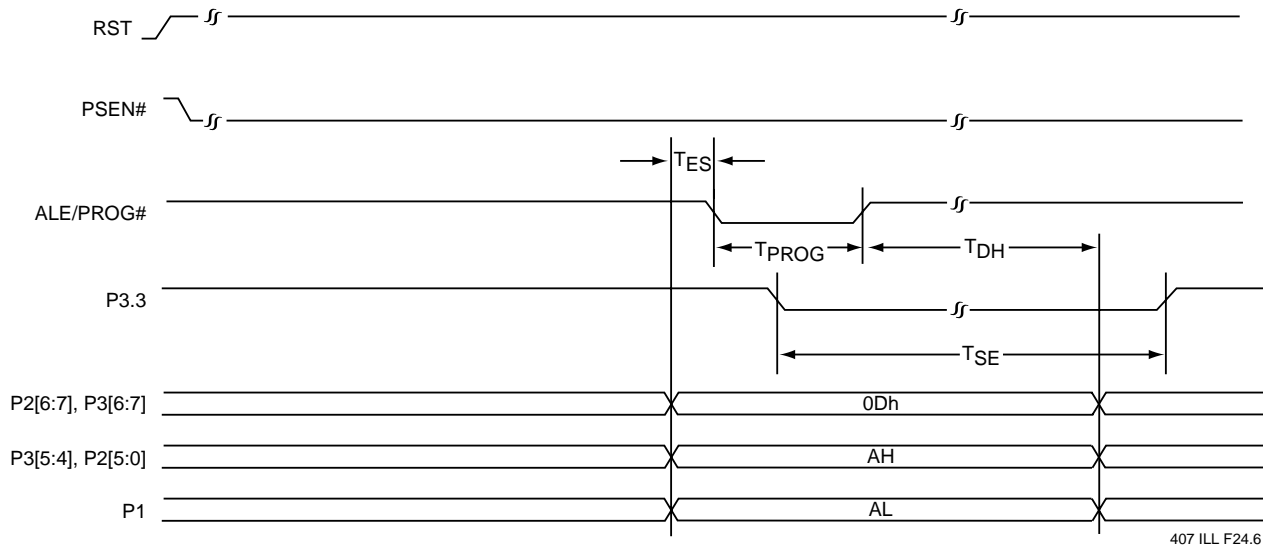 RST
PSEN#
TES
ALE/PROG#
TPROG
TDH
P3.3
TSE
P2[6:7], P3[6:7]
0Dh
P3[5:4], P2[5:0]
AH
P1
AL
407 ILL F24.6